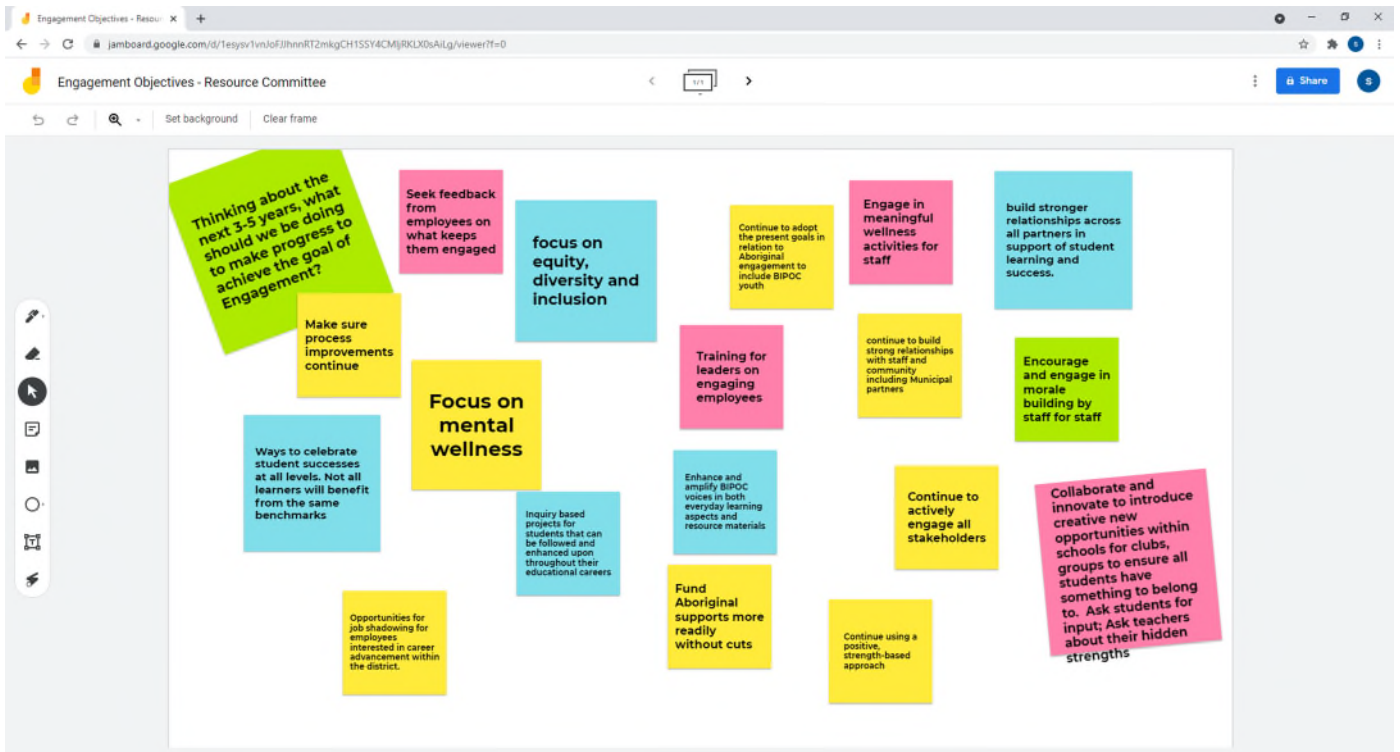 Engagement Objectives - Resour
jamboard.google.com/d/1esysv1vnJoFJJhnnRT2mkgCH1SSY4CMljRKLX0sAiLg/viewer?f=0
S
Engagement Objectives - Resource Committee
1/1
Share
S
Set background
Clear frame
Thinking about the
next 3-5 years, what
should we be doing
to make progress to
achieve the goal of
Engagement?
Seek feedback
from
employees on
what keeps
them engaged
focus on
equity,
diversity and
inclusion
Continue to adopt
the present goals in
relation to
Aboriginal
engagement to
include BIPOC
youth
Engage in
meaningful
wellness
activities for
staff
build stronger
relationships across
all partners in
support of student
learning and
success.
Make sure
process
improvements
continue
Focus on
mental
wellness
Training for
leaders on
engaging
employees
continue to build
strong relationships
with staff and
community
including Municipal
partners
Encourage
and engage in
morale
building by
staff for staff
Ways to celebrate
student successes
at all levels. Not all
learners will benefit
from the same
benchmarks
Inquiry based
projects for
students that can
be followed and
enhanced upon
throughout their
educational careers
Enhance and
amplify BIPOC
voices in both
everyday learning
aspects and
resource materials
Continue to
actively
engage all
stakeholders
Collaborate and
innovate to introduce
creative new
opportunities within
schools for clubs,
groups to ensure all
students have
something to belong
to. Ask students for
input; Ask teachers
about their hidden
strengths
Opportunities for
job shadowing for
employees
interested in career
advancement within
the district.
Fund
Aboriginal
supports more
readily
without cuts
Continue using a
positive,
strength-based
approach